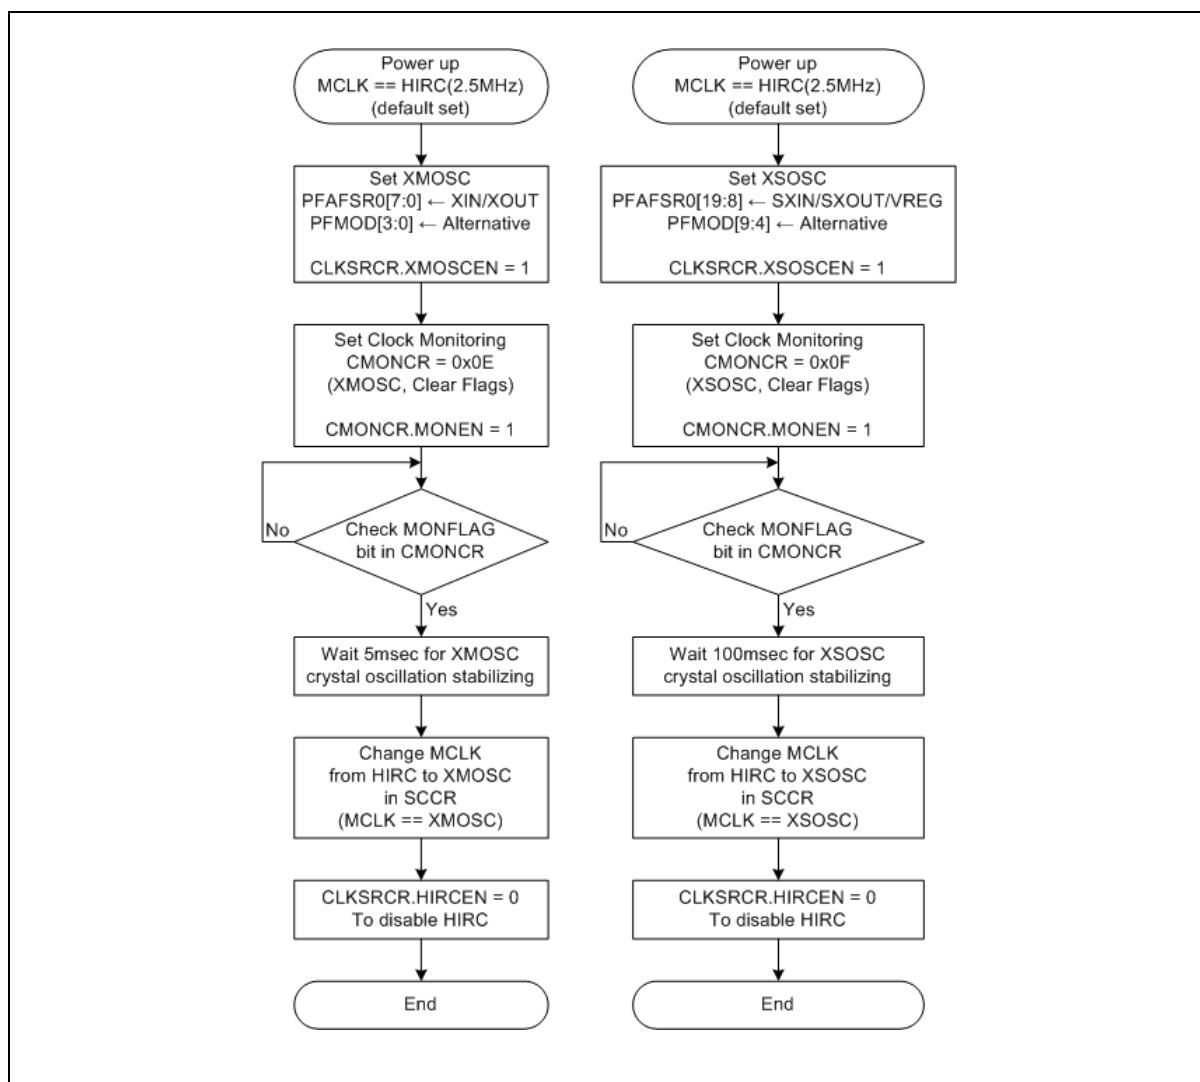 Power up
MCLK == HIRC(2.5MHz)
(default set)
Set XMOSC
PFAFSR0[7:0] ← XIN/XOUT
PFMOD[3:0] ← Alternative
CLKSRCR.XMOSCEN = 1
Set Clock Monitoring
CMONCR = 0x0E
(XMOSC, Clear Flags)
CMONCR.MONEN = 1
No
Check MONFLAG
bit in CMONCR
Yes
Wait 5msec for XMOSC
crystal oscillation stabilizing
Change MCLK
from HIRC to XMOSC
in SCCR
(MCLK == XMOSC)
CLKSRCR.HIRCEN = 0
To disable HIRC
End
Power up
MCLK == HIRC(2.5MHz)
(default set)
Set XSOSC
PFAFSR0[19:8] ← SXIN/SXOUT/VREG
PFMOD[9:4] ← Alternative
CLKSRCR.XSOSCEN = 1
Set Clock Monitoring
CMONCR = 0x0F
(XSOSC, Clear Flags)
CMONCR.MONEN = 1
No
Check MONFLAG
bit in CMONCR
Yes
Wait 100msec for XSOSC
crystal oscillation stabilizing
Change MCLK
from HIRC to XSOSC
in SCCR
(MCLK == XSOSC)
CLKSRCR.HIRCEN = 0
To disable HIRC
End